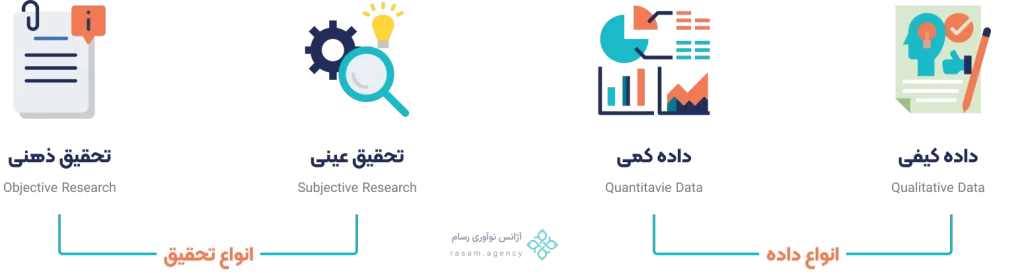 داده کیفی
Qualitative Data
داده کمی
Quantitavie Data
انواع داده
تحقیق عینی
Subjective Research
تحقیق ذهنی
Objective Research
انواع تحقیق
آژانس نوآوری رسام
rasam.agency